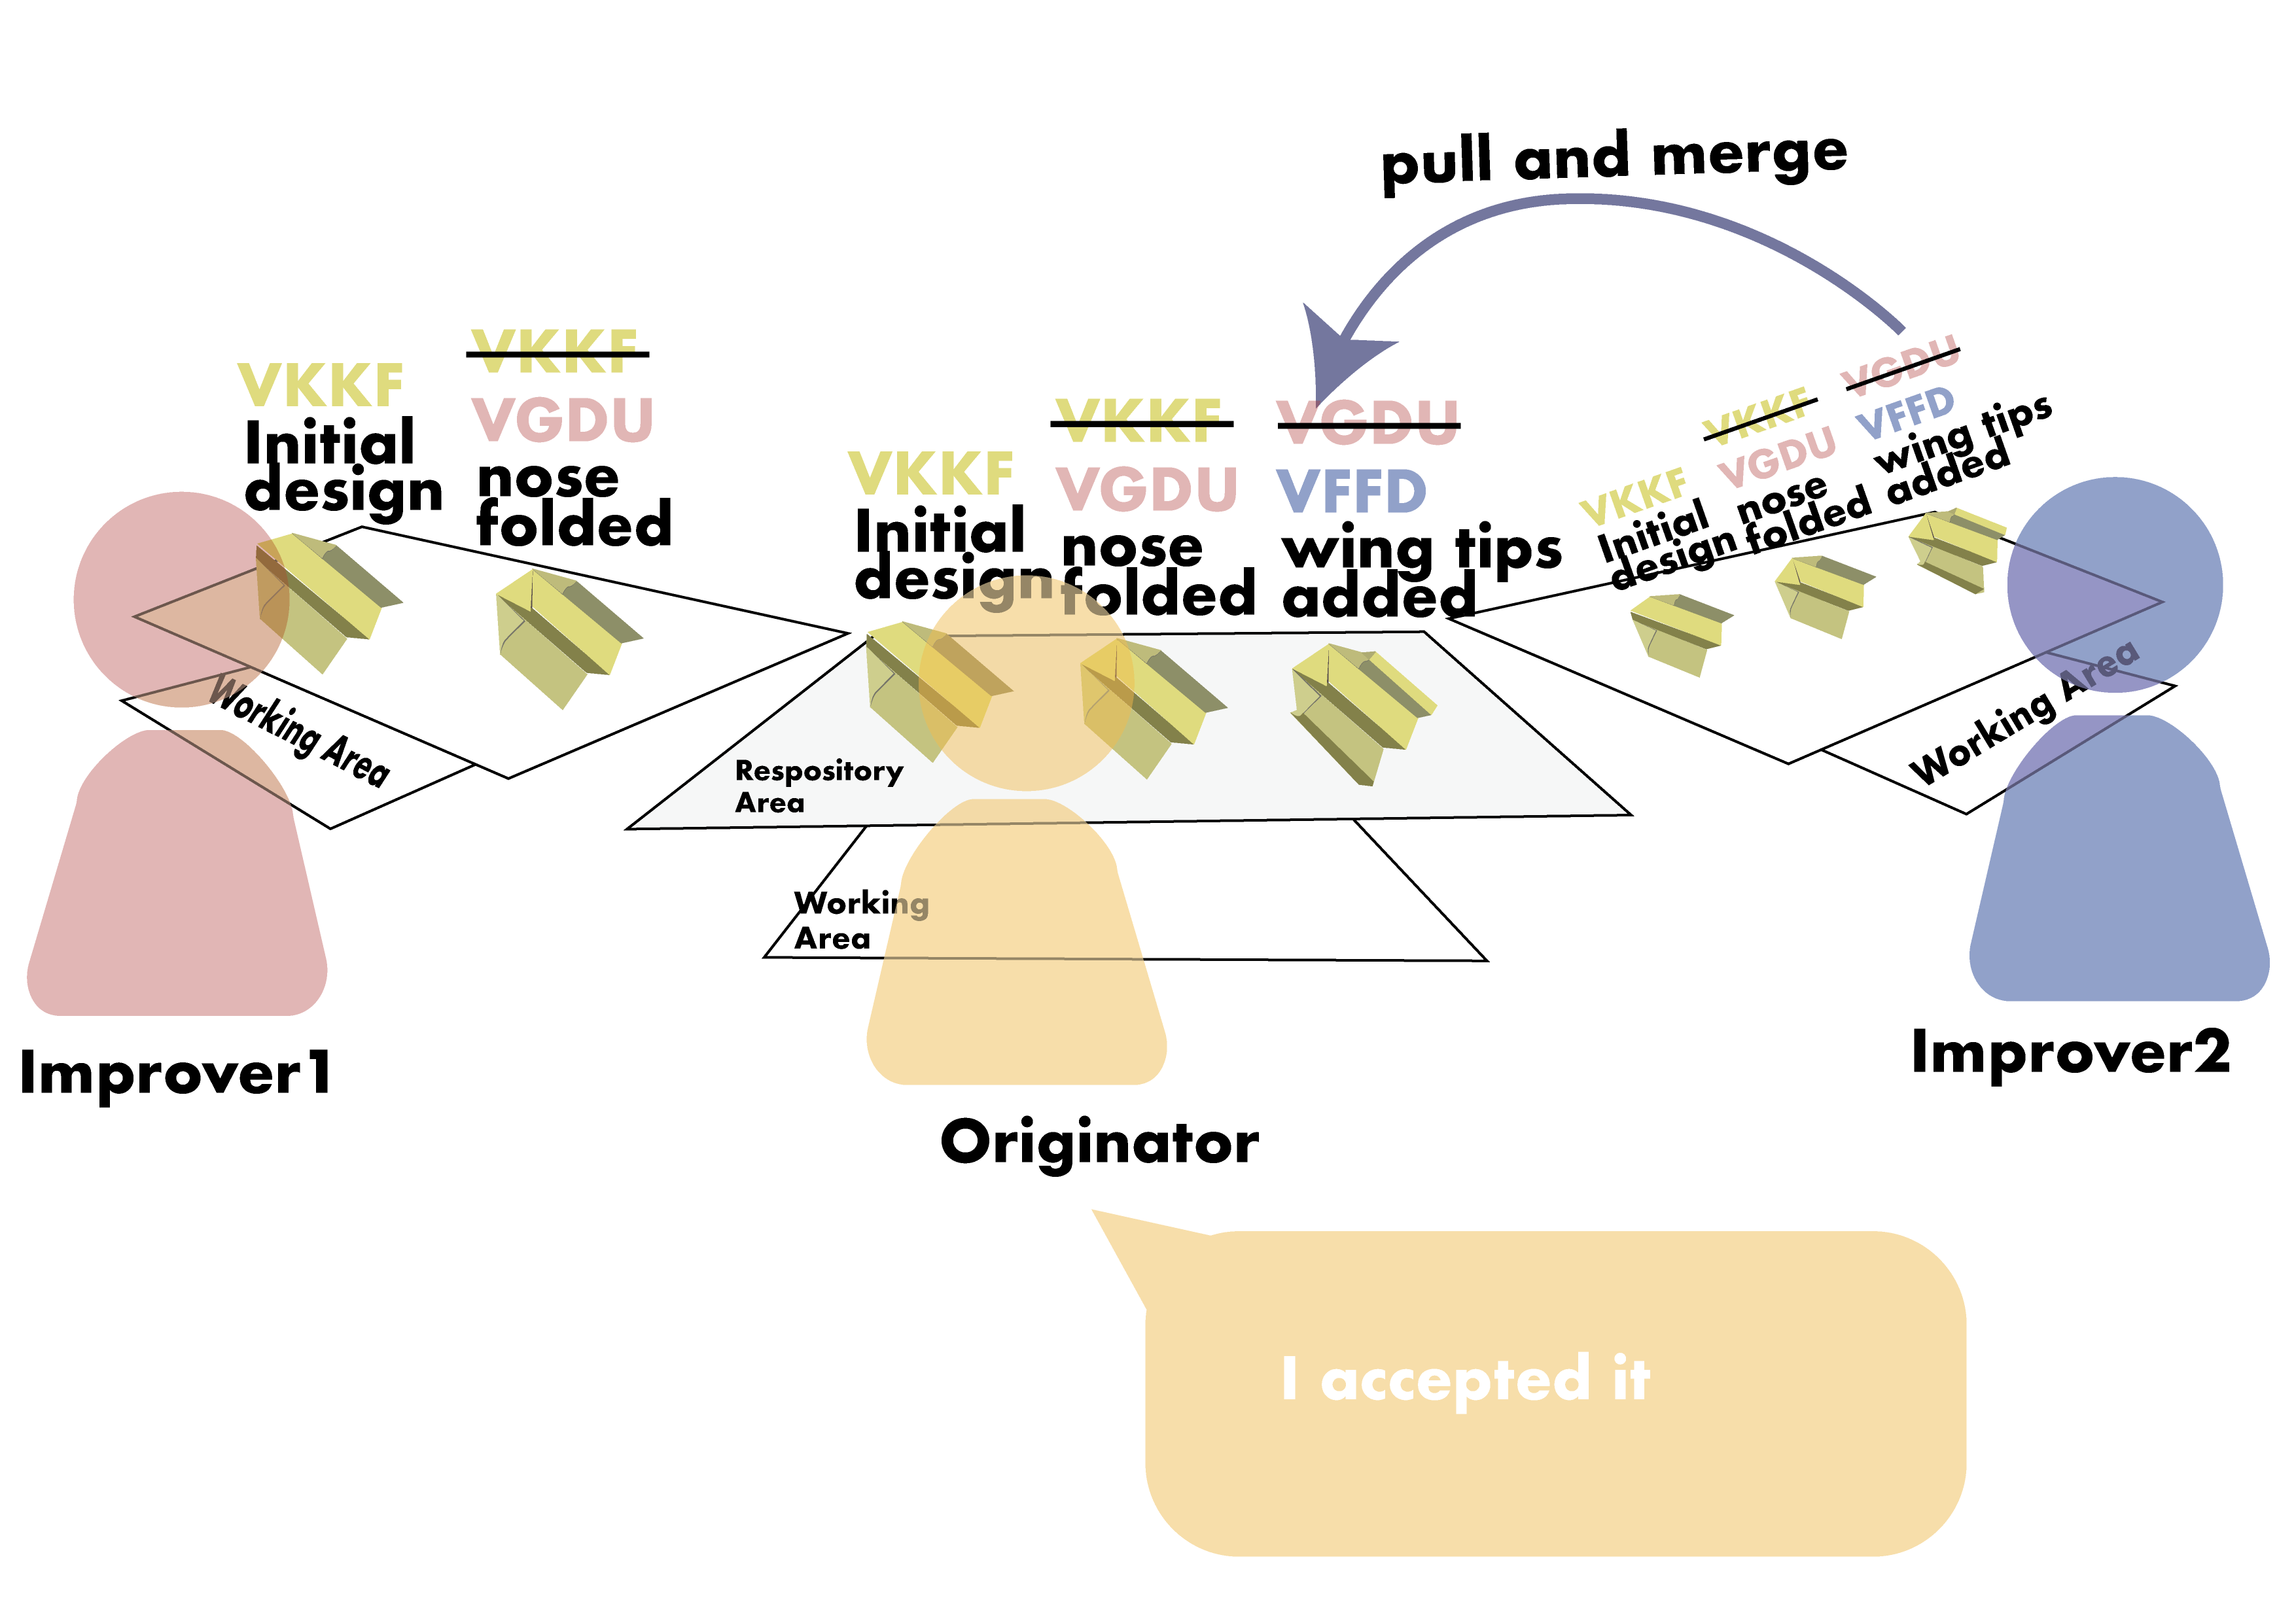 pull and merge
VKKF
Initial
design
VKKF
VGDU
nose
folded
Working Area
Improver1
VKKF
Initial
design
VKKF
VGDU
nose
folded
VGDU
VFFD
wing tips
added
Respository
Area
Working
Area
Originator
VKKF
Initial
design
VKKF
VGDU
nose
folded
VGDU
VFFD
wing tips
added
Working Area
Improver2
I accepted it